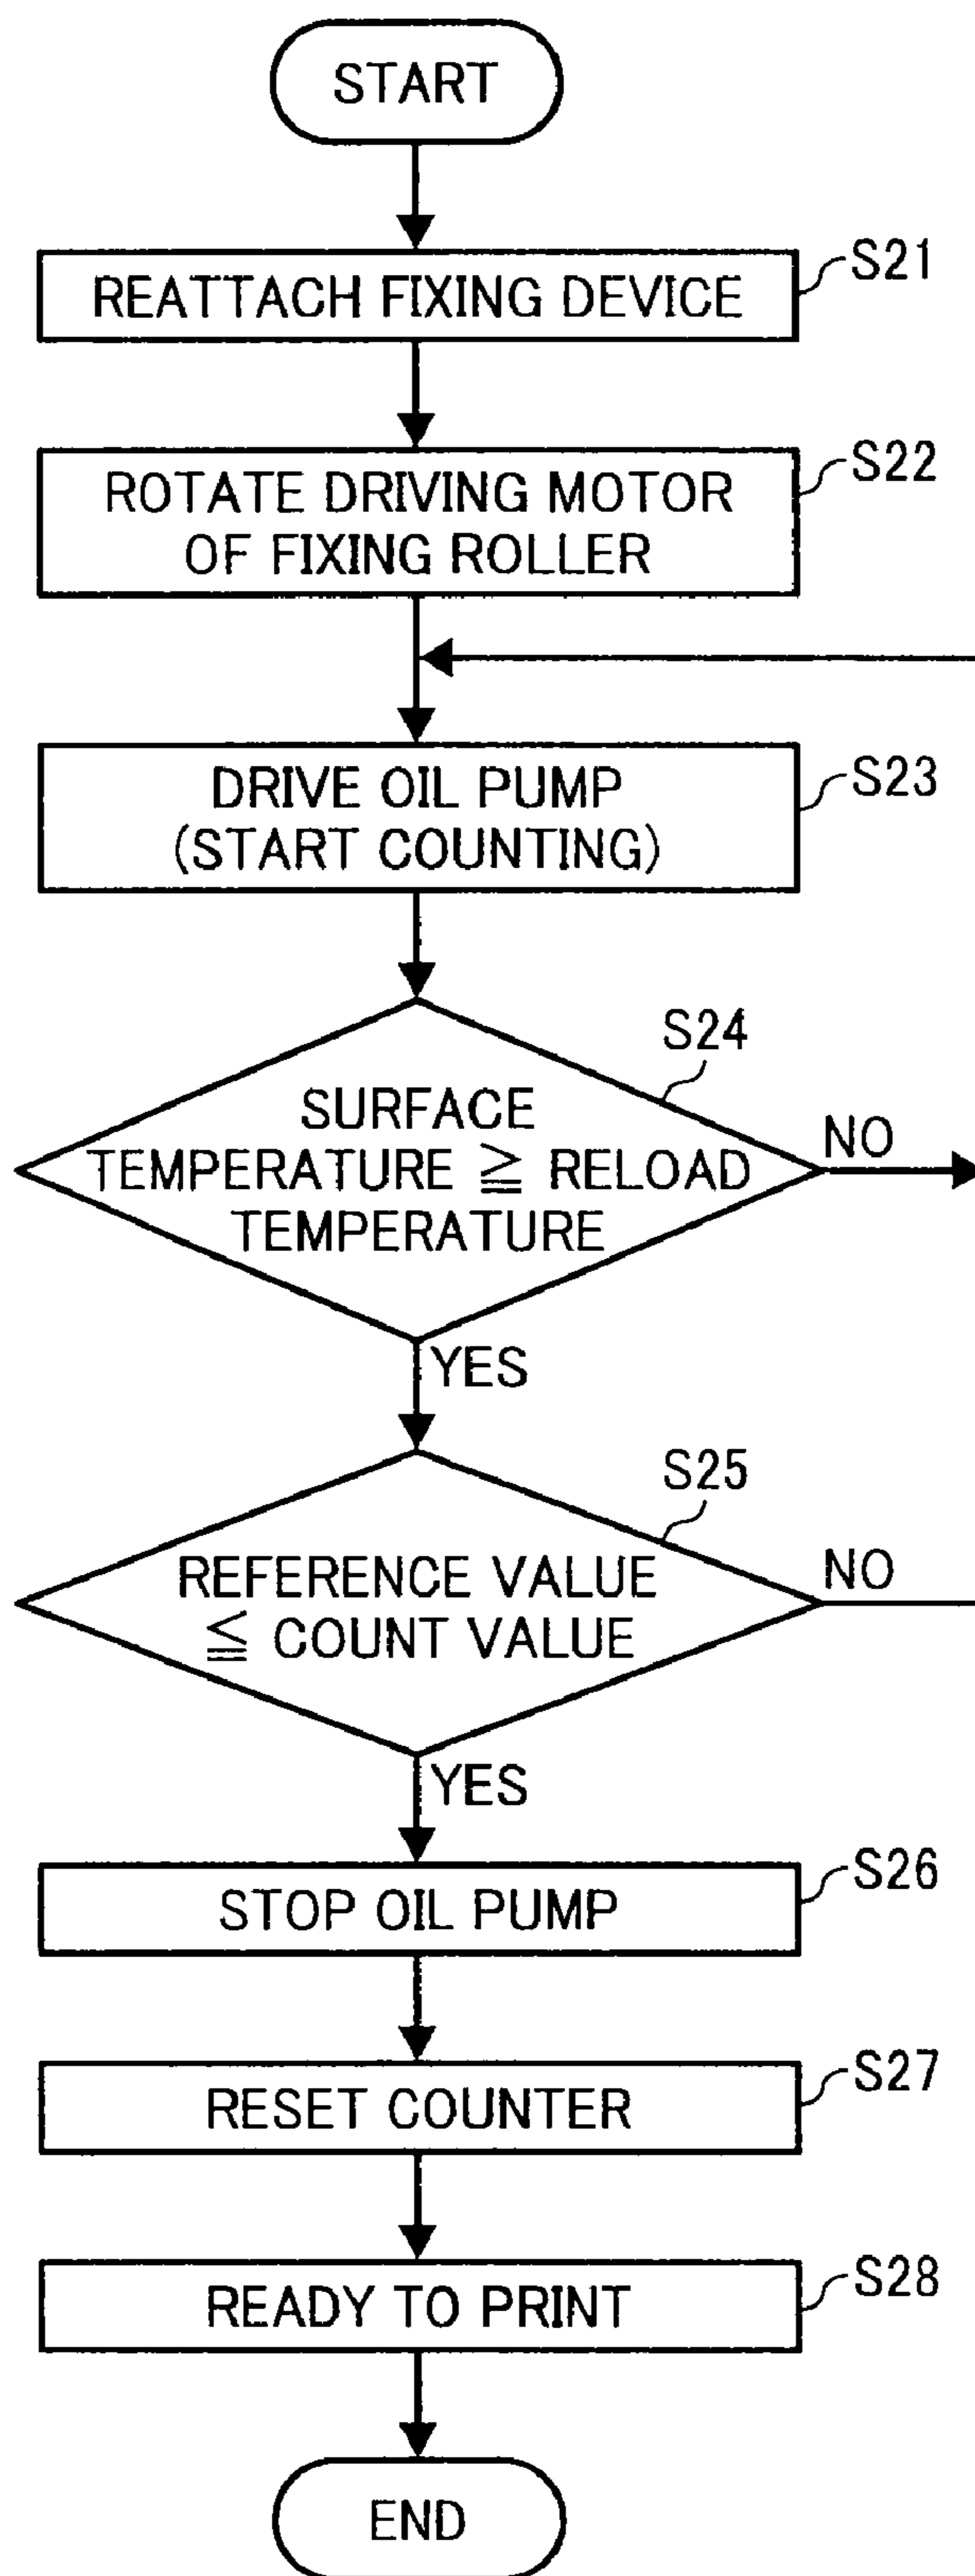 START
REATTACH FIXING DEVICE
S21
ROTATE DRIVING MOTOR
OF FIXING ROLLER
S22
DRIVE OIL PUMP
(START COUNTING)
S23
S24
SURFACE
TEMPERATURE ≧ RELOAD
TEMPERATURE
NO
YES
S25
REFERENCE VALUE
≦ COUNT VALUE
NO
YES
STOP OIL PUMP
S26
RESET COUNTER
S27
READY TO PRINT
S28
END